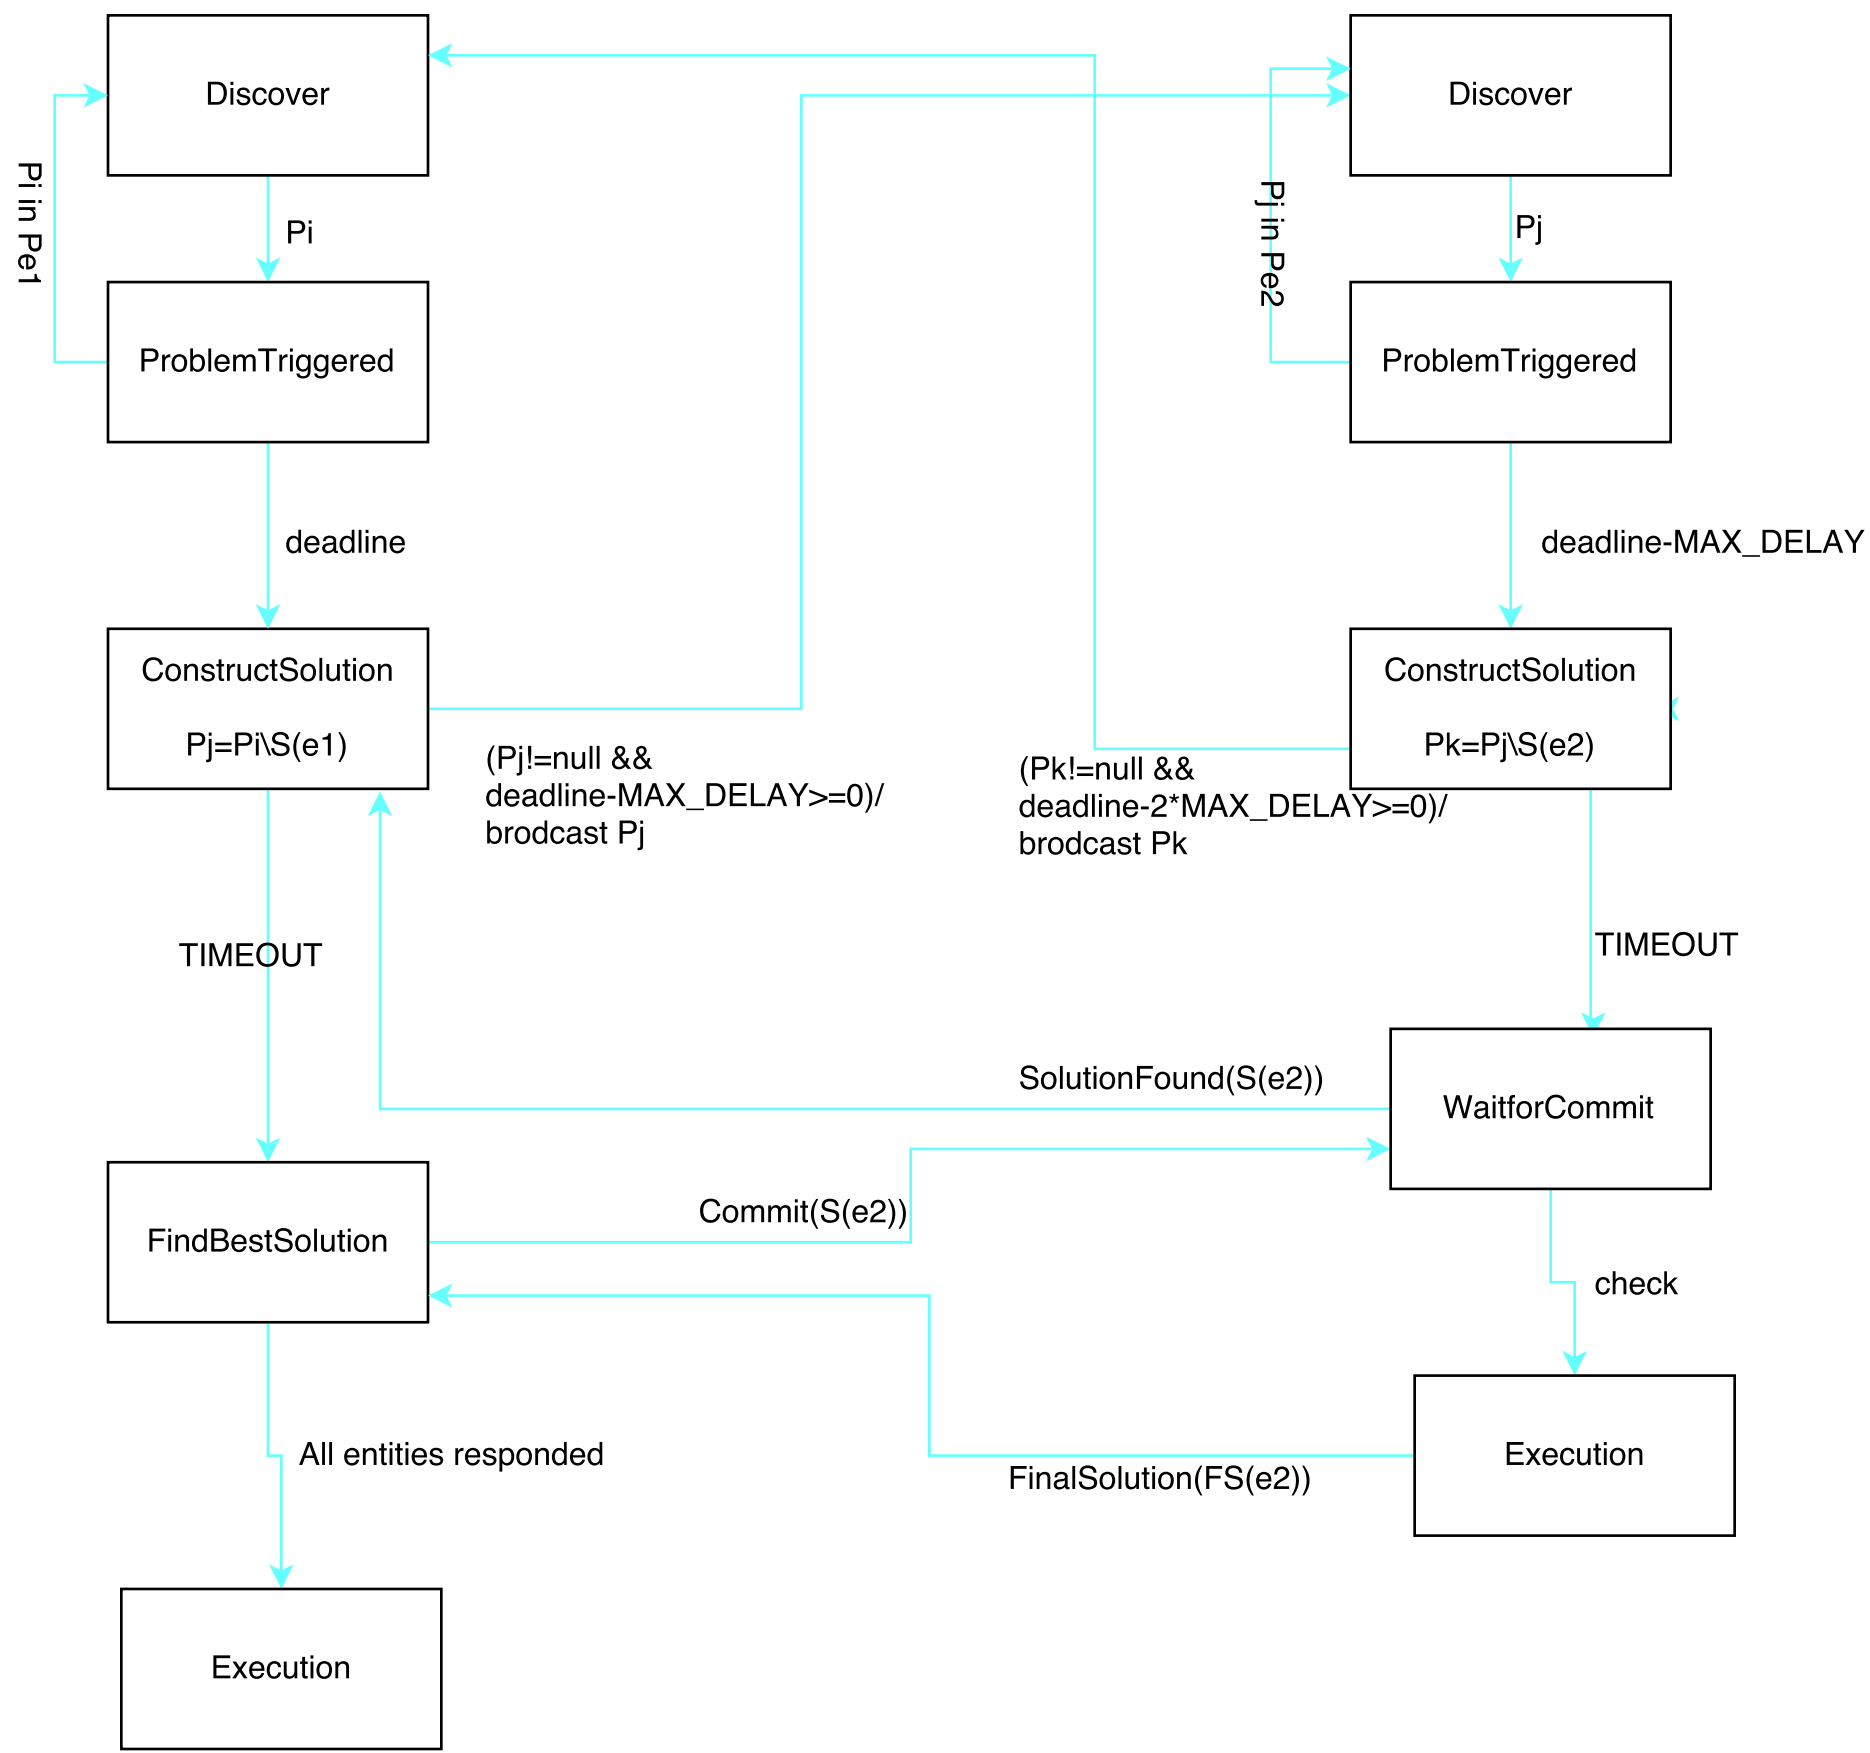 Discover
Discover
Pi in Pe1
Pi
Pj in Pe2
Pj
ProblemTriggered
ProblemTriggered
deadline
deadline-MAX_DELAY
ConstructSolution
Pj=Pi\S(e1)
ConstructSolution
Pk=Pj\S(e2)
(Pj!=null &&
deadline-MAX_DELAY>=0)/
brodcast Pj
(Pk!=null &&
deadline-2*MAX_DELAY>=0)/
brodcast Pk
TIMEOUT
TIMEOUT
SolutionFound(S(e2))
WaitforCommit
Commit(S(e2))
FindBestSolution
check
All entities responded
FinalSolution(FS(e2))
Execution
Execution